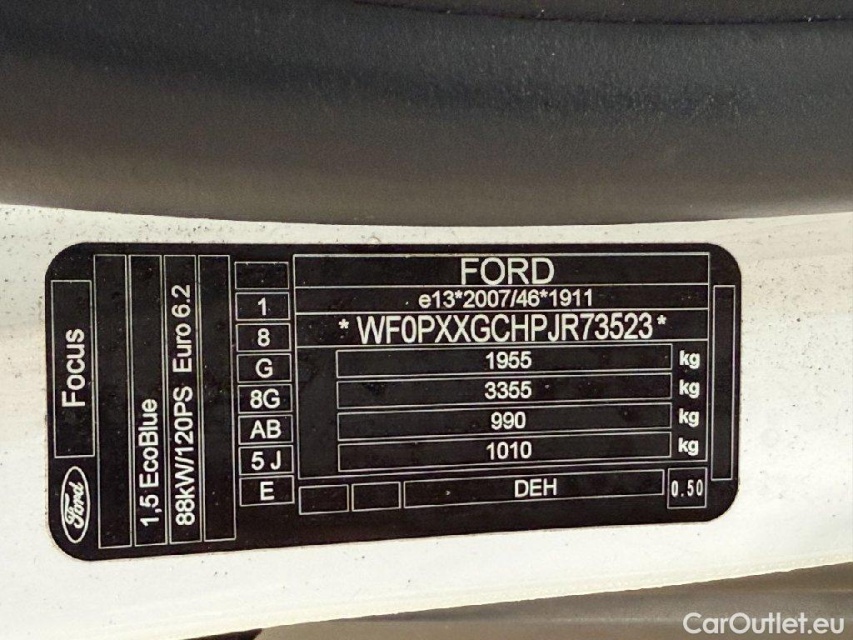 FORD
e13*2007/46*1911
*WF0PXXGCHPJR73523*
1955 kg
3355 kg
990 kg
1010 kg
DEH 0.50
1
8
G
8G
AB
5 J
E
Focus
Ford
1,5 EcoBlue
88kW/120PS Euro 6.2
CarOutlet.eu